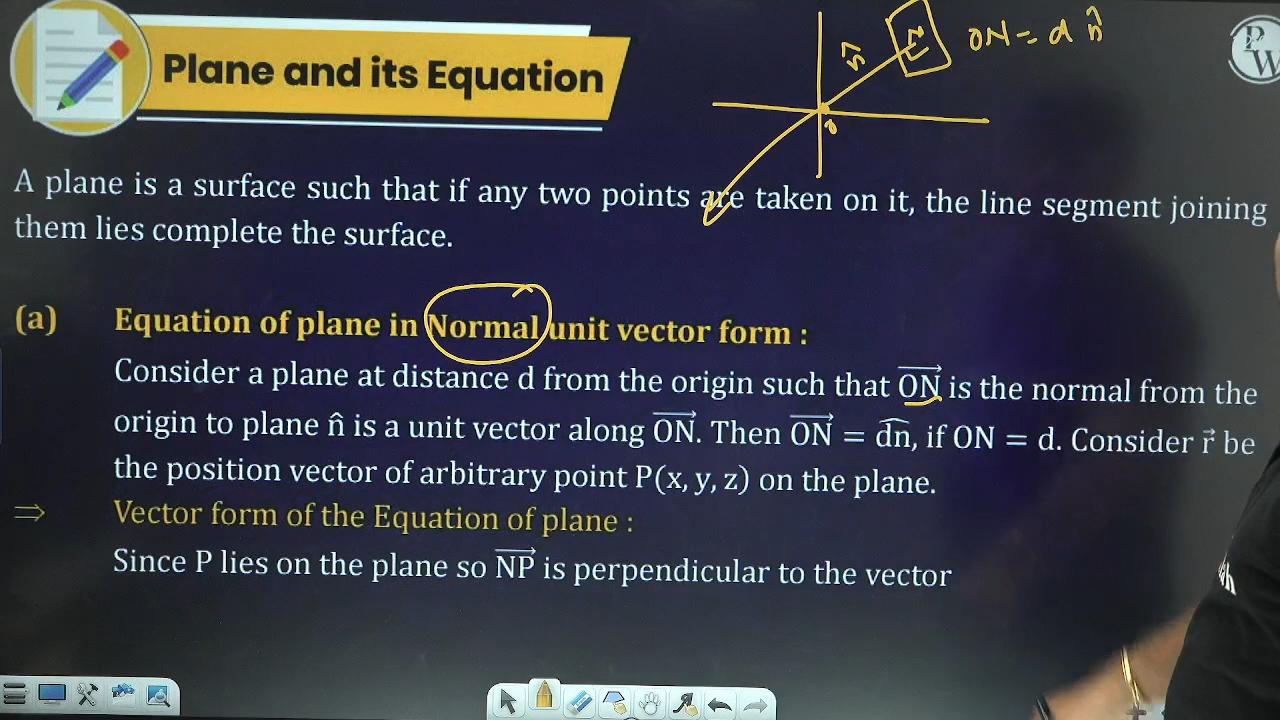 Plane and its Equation
n̂
N
ON = d n̂
o
PW
A plane is a surface such that if any two points are taken on it, the line segment joining
them lies complete the surface.
(a) Equation of plane in Normal unit vector form :
Consider a plane at distance d from the origin such that ON⃗ is the normal from the
origin to plane n̂ is a unit vector along ON⃗. Then ON⃗ = dn̂, if ON = d. Consider r⃗ be
the position vector of arbitrary point P(x, y, z) on the plane.
⇒ Vector form of the Equation of plane :
Since P lies on the plane so NP⃗ is perpendicular to the vector